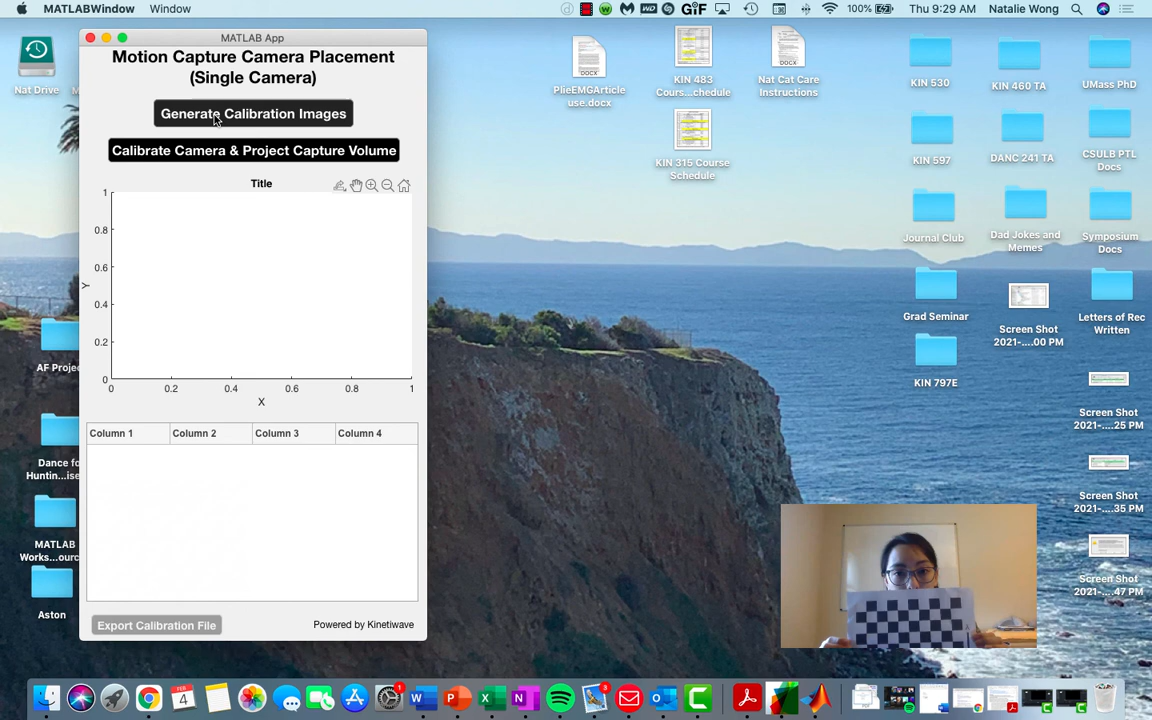 MATLABWindow Window
GiF 100% Thu 9:29 AM Natalie Wong
MATLAB App
Motion Capture Camera Placement
(Single Camera)
Generate Calibration Images
Calibrate Camera & Project Capture Volume
Title
1
0.8
0.6
0.4
0.2
0
Y
0 0.2 0.4 0.6 0.8 1
X
Column 1 Column 2 Column 3 Column 4
Export Calibration File
Powered by Kinetiwave
Nat Drive
AF Projec
Dance fo
Huntin...ise
MATLAB
Works...ourc
Aston
DOCX
PlieEMGArticle
use.docx
KIN 483
Cours...chedule
DOCX
Nat Cat Care
Instructions
KIN 315 Course
Schedule
KIN 530
KIN 460 TA
UMass PhD
KIN 597
DANC 241 TA
CSULB PTL
Docs
Journal Club
Dad Jokes and
Memes
Symposium
Docs
Grad Seminar
Screen Shot
2021-....00 PM
Letters of Rec
Written
KIN 797E
Screen Shot
2021-....25 PM
Screen Shot
2021-....35 PM
Screen Shot
2021-....47 PM
FEB
4
1
3